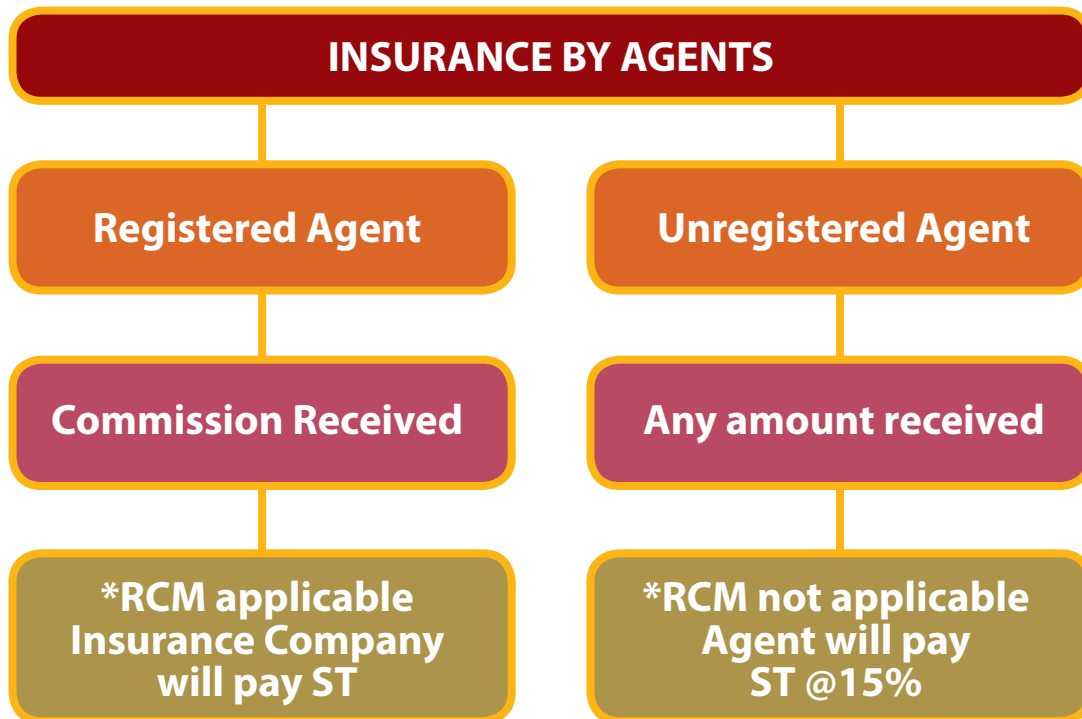 INSURANCE BY AGENTS
Registered Agent
Unregistered Agent
Commission Received
Any amount received
*RCM applicable
Insurance Company
will pay ST
*RCM not applicable
Agent will pay
ST @15%